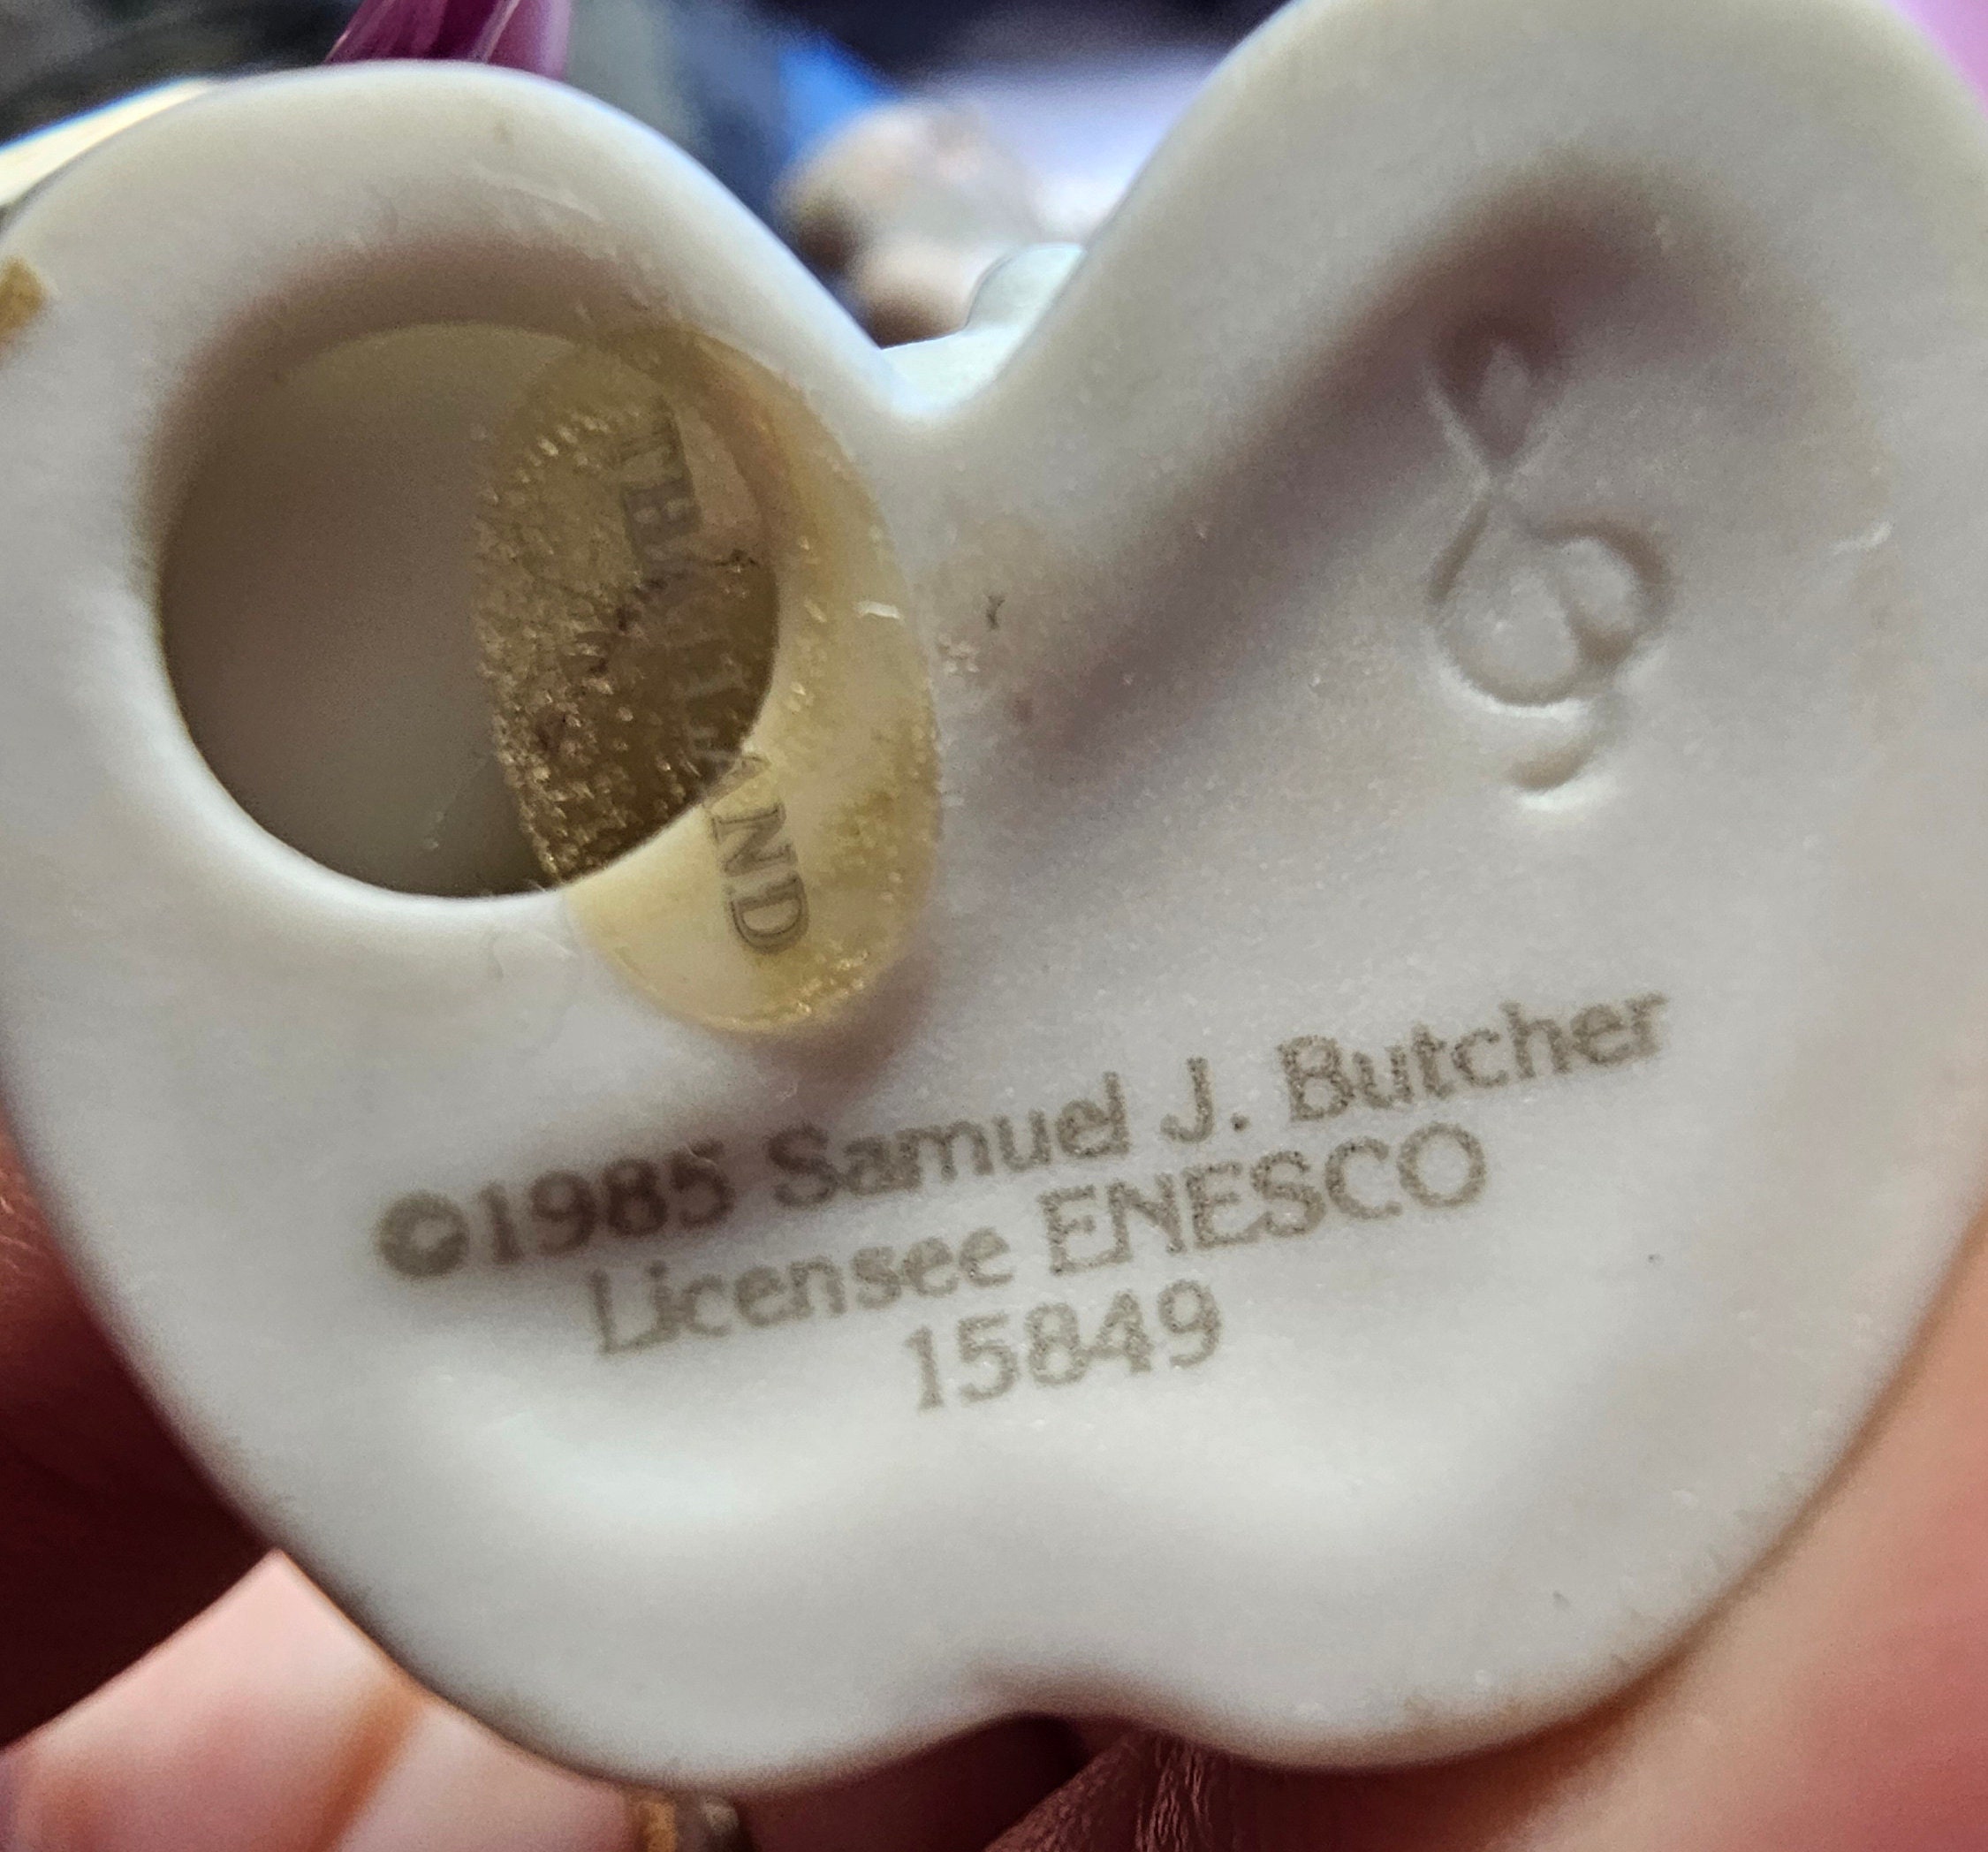 THAILAND
©1985 Samuel J. Butcher
Licensee ENESCO
15849